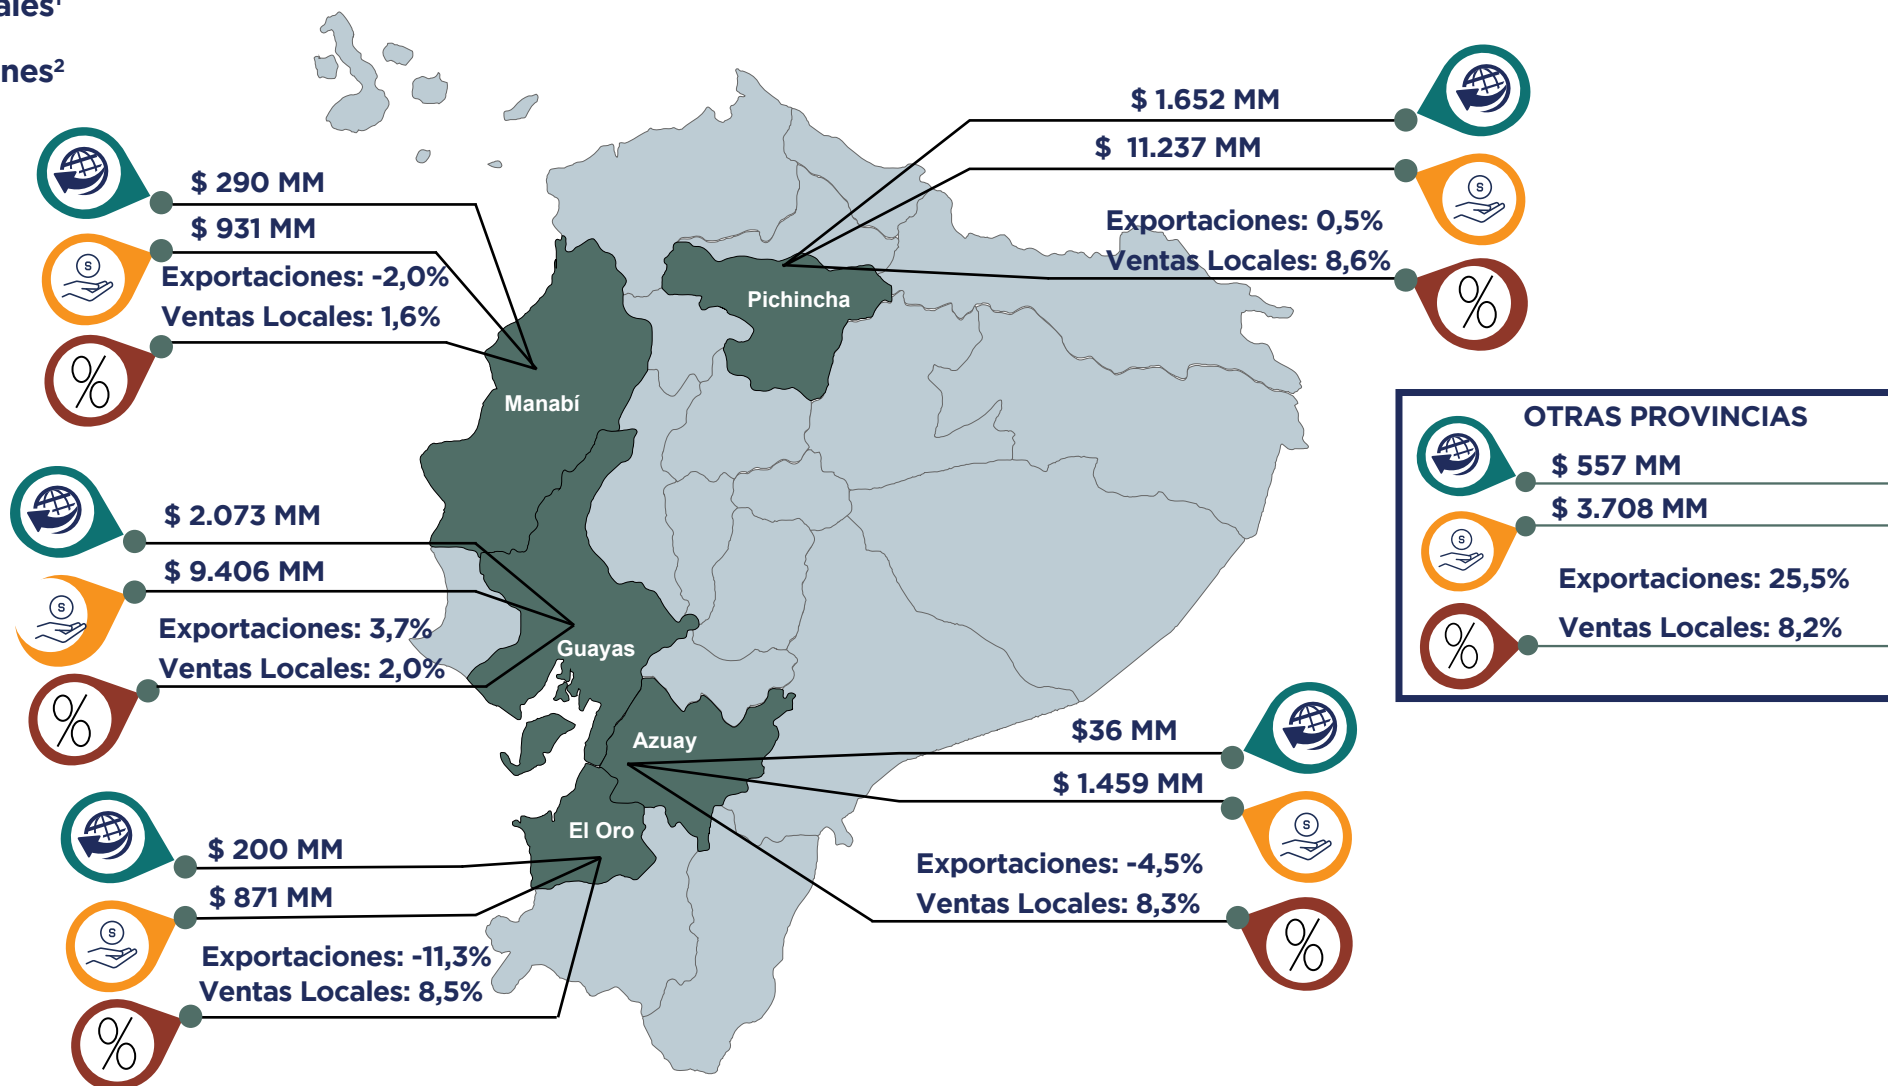 ales¹
nes²
$ 290 MM
$ 931 MM
Exportaciones: -2,0%
Ventas Locales: 1,6%
%
Manabí
$ 1.652 MM
$ 11.237 MM
Exportaciones: 0,5%
Ventas Locales: 8,6%
%
Pichincha
$ 2.073 MM
$ 9.406 MM
Exportaciones: 3,7%
Ventas Locales: 2,0%
%
Guayas
OTRAS PROVINCIAS
$ 557 MM
$ 3.708 MM
Exportaciones: 25,5%
Ventas Locales: 8,2%
%
Azuay
$36 MM
$ 1.459 MM
Exportaciones: -4,5%
Ventas Locales: 8,3%
%
El Oro
$ 200 MM
$ 871 MM
Exportaciones: -11,3%
Ventas Locales: 8,5%
%